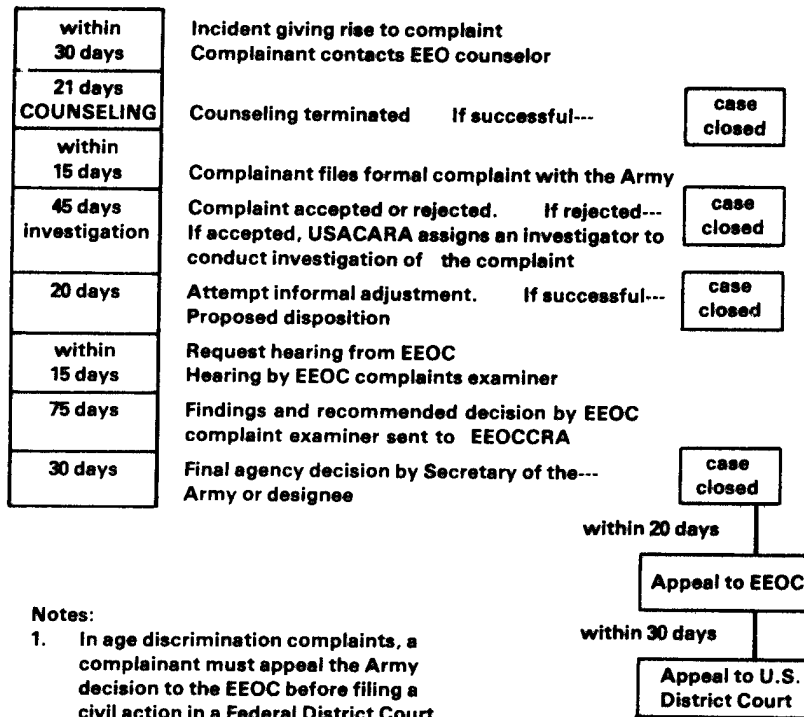 within
30 days
Incident giving rise to complaint
Complainant contacts EEO counselor
21 days
COUNSELING
Counseling terminated If successful---
case
closed
within
15 days
Complainant files formal complaint with the Army
45 days
investigation
Complaint accepted or rejected. If rejected---
If accepted, USACARA assigns an investigator to
conduct investigation of the complaint
case
closed
20 days
Attempt informal adjustment. If successful---
Proposed disposition
case
closed
within
15 days
Request hearing from EEOC
Hearing by EEOC complaints examiner
75 days
Findings and recommended decision by EEOC
complaint examiner sent to EEOCCRA
30 days
Final agency decision by Secretary of the---
Army or designee
case
closed
within 20 days
Appeal to EEOC
within 30 days
Appeal to U.S.
District Court
Notes:
1. In age discrimination complaints, a
complainant must appeal the Army
decision to the EEOC before filing a
civil action in a Federal District Court